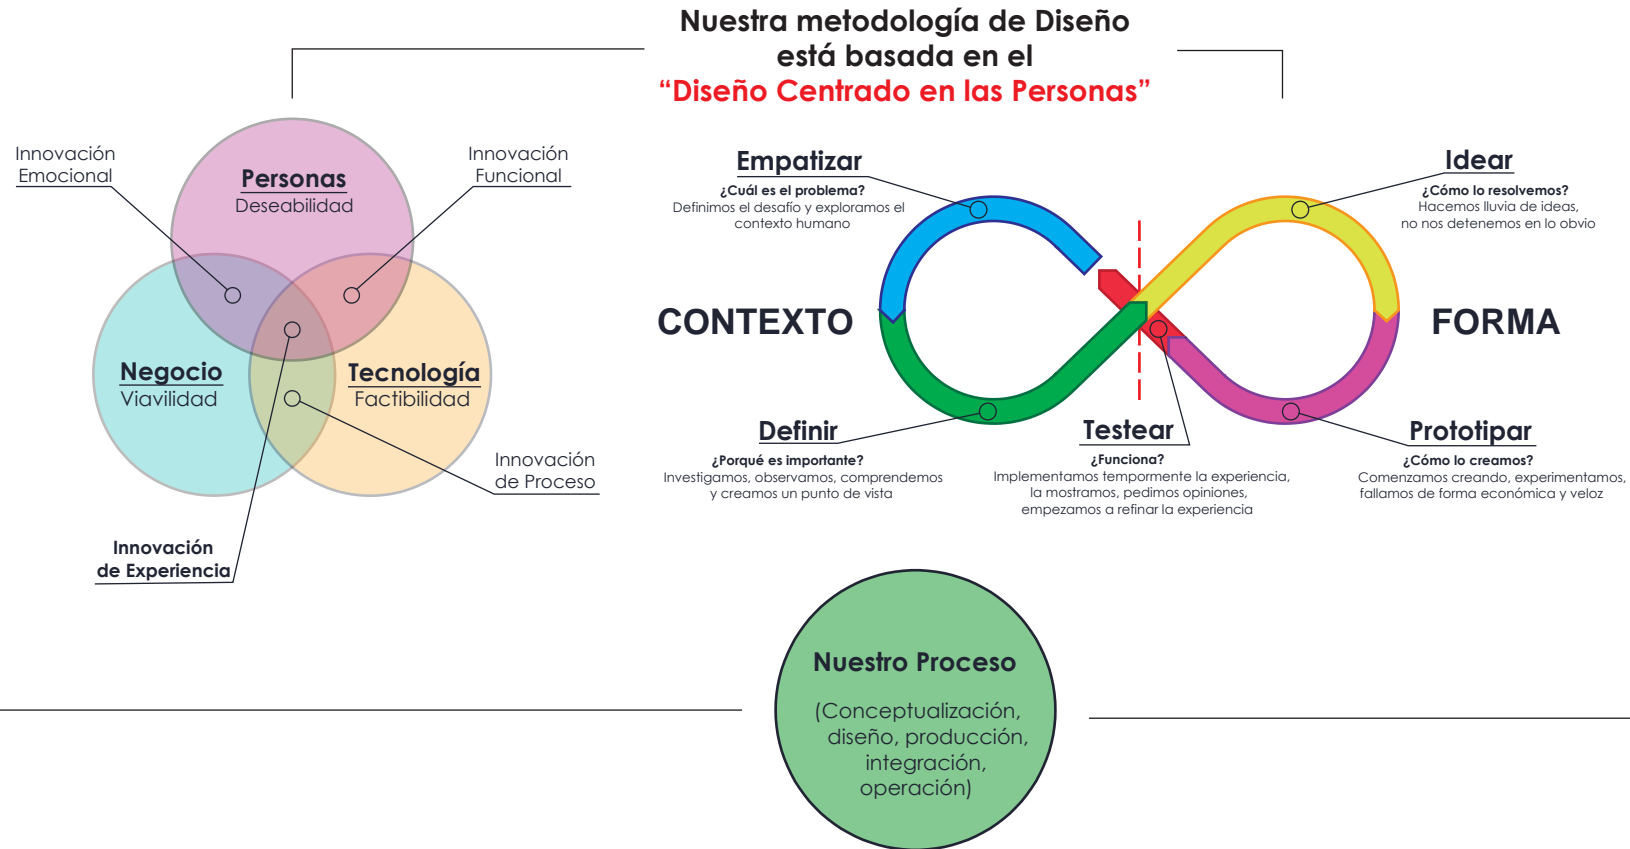 Nuestra metodología de Diseño
está basada en el
“Diseño Centrado en las Personas”
Innovación
Emocional
Personas
Deseabilidad
Innovación
Funcional
Negocio
Viavilidad
Tecnología
Factibilidad
Innovación
de Proceso
Innovación
de Experiencia
Empatizar
¿Cuál es el problema?
Definimos el desafío y exploramos el
contexto humano
Idear
¿Cómo lo resolvemos?
Hacemos lluvia de ideas,
no nos detenemos en lo obvio
CONTEXTO
FORMA
Definir
¿Porqué es importante?
Investigamos, observamos, comprendemos
y creamos un punto de vista
Testear
¿Funciona?
Implementamos tempormente la experiencia,
la mostramos, pedimos opiniones,
empezamos a refinar la experiencia
Prototipar
¿Cómo lo creamos?
Comenzamos creando, experimentamos,
fallamos de forma económica y veloz
Nuestro Proceso
(Conceptualización,
diseño, producción,
integración,
operación)